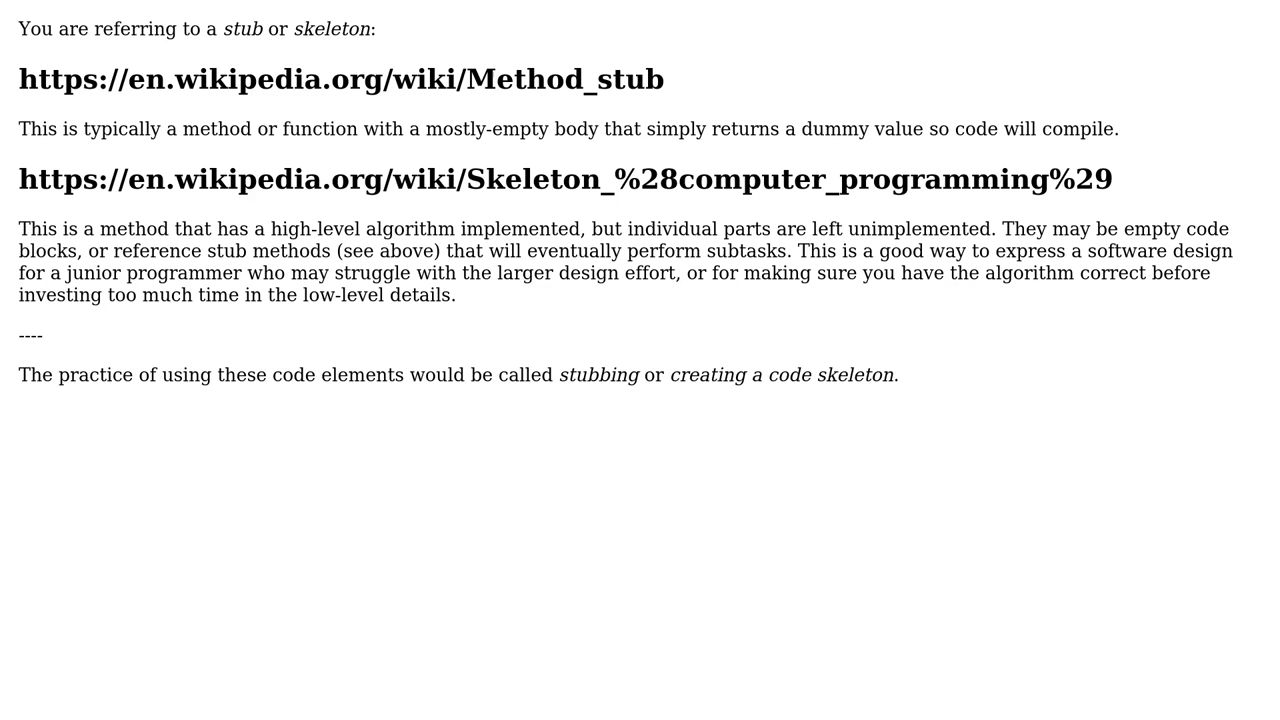 You are referring to a stub or skeleton:
https://en.wikipedia.org/wiki/Method_stub
This is typically a method or function with a mostly-empty body that simply returns a dummy value so code will compile.
https://en.wikipedia.org/wiki/Skeleton_%28computer_programming%29
This is a method that has a high-level algorithm implemented, but individual parts are left unimplemented. They may be empty code
blocks, or reference stub methods (see above) that will eventually perform subtasks. This is a good way to express a software design
for a junior programmer who may struggle with the larger design effort, or for making sure you have the algorithm correct before
investing too much time in the low-level details.
----
The practice of using these code elements would be called stubbing or creating a code skeleton.